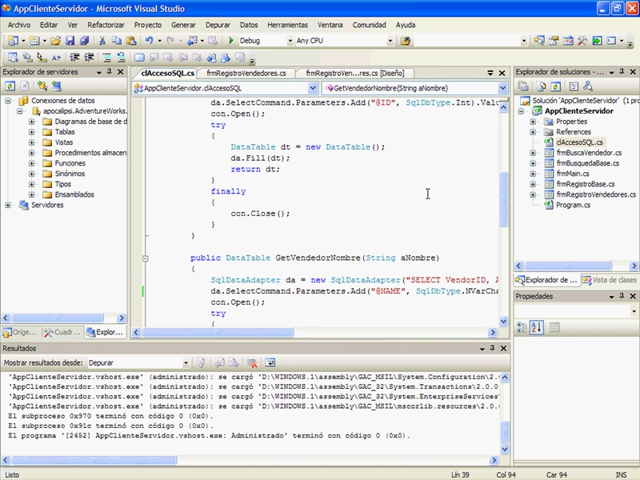 AppClienteServidor - Microsoft Visual Studio
Archivo Editar Ver Refactorizar Proyecto Generar Depurar Datos Herramientas Ventana Comunidad Ayuda
Debug Any CPU
Explorador de servidores
Conexiones de datos
apocalipsi.AdventureWorks.
Diagramas de base de da
Tablas
Vistas
Procedimientos almacen
Funciones
Sinónimos
Tipos
Ensamblados
Servidores
Oríge... Cuadr... Explor...
clAccesoSQL.cs frmRegistroVendedores.cs frmRegistroVen...res.cs [Diseño]
AppClienteServidor.clAccesoSQL GetVendedorNombre(String aNombre)
da.SelectCommand.Parameters.Add("@ID", SqlDbType.Int).Valu
con.Open();
try
{
DataTable dt = new DataTable();
da.Fill(dt);
return dt;
}
finally
{
con.Close();
}
}
public DataTable GetVendedorNombre(String aNombre)
{
SqlDataAdapter da = new SqlDataAdapter("SELECT VendorID, A
da.SelectCommand.Parameters.Add("@NAME", SqlDbType.NVarCha
con.Open();
try
{
Explorador de soluciones -
Solución 'AppClienteServidor' (1 proye
AppClienteServidor
Properties
References
clAccesoSQL.cs
frmBuscaVendedor.cs
frmBusquedaBase.cs
frmMain.cs
frmRegistroBase.cs
frmRegistroVendedores.cs
Program.cs
Explorador de ... Vista de clases
Propiedades
Resultados
Mostrar resultados desde: Depurar
'AppClienteServidor.vshost.exe' (administrado): se cargó 'D:\WINDOWS.1\assembly\GAC_MSIL\System.Configuration\2.0
'AppClienteServidor.vshost.exe' (administrado): se cargó 'D:\WINDOWS.1\assembly\GAC_32\System.Transactions\2.0.0
'AppClienteServidor.vshost.exe' (administrado): se cargó 'D:\WINDOWS.1\assembly\GAC_32\System.EnterpriseServices
'AppClienteServidor.vshost.exe' (administrado): se cargó 'D:\WINDOWS.1\assembly\GAC_MSIL\mscorlib.resources\2.0.
El subproceso 0x970 terminó con código 0 (0x0).
El subproceso 0x91c terminó con código 0 (0x0).
El programa '[2452] AppClienteServidor.vshost.exe: Administrado' terminó con código 0 (0x0).
Listo Lín 39 Col 94 Car 94 INS